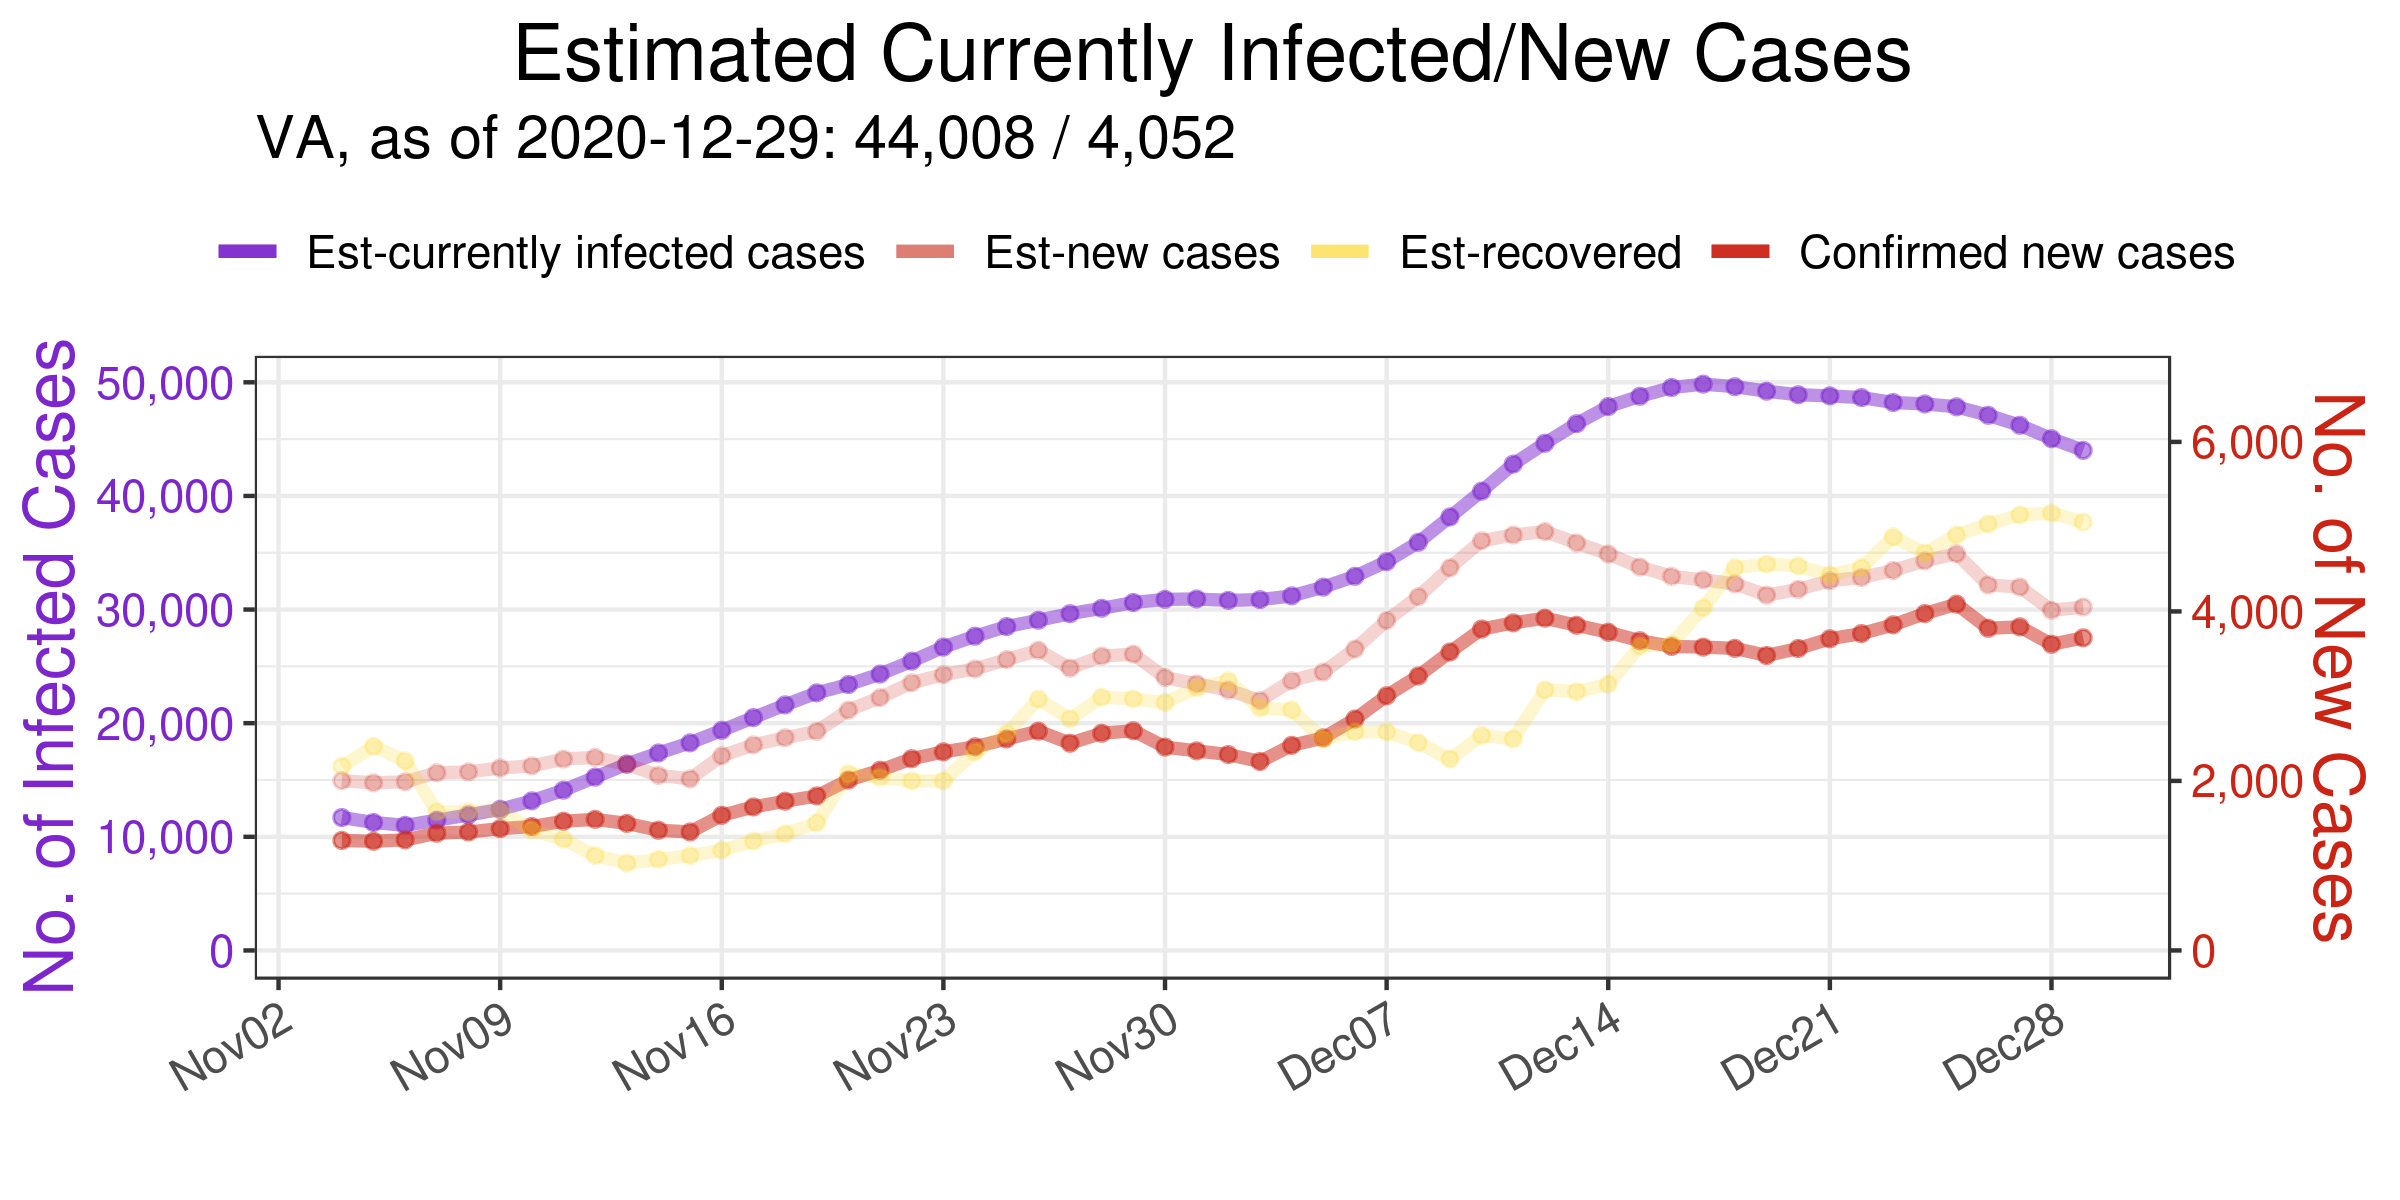 Estimated Currently Infected/New Cases
VA, as of 2020-12-29: 44,008 / 4,052
Est-currently infected cases Est-new cases Est-recovered Confirmed new cases
No. of Infected Cases
50,000
40,000
30,000
20,000
10,000
0
6,000
4,000
2,000
0
No. of New Cases
Nov02 Nov09 Nov16 Nov23 Nov30 Dec07 Dec14 Dec21 Dec28